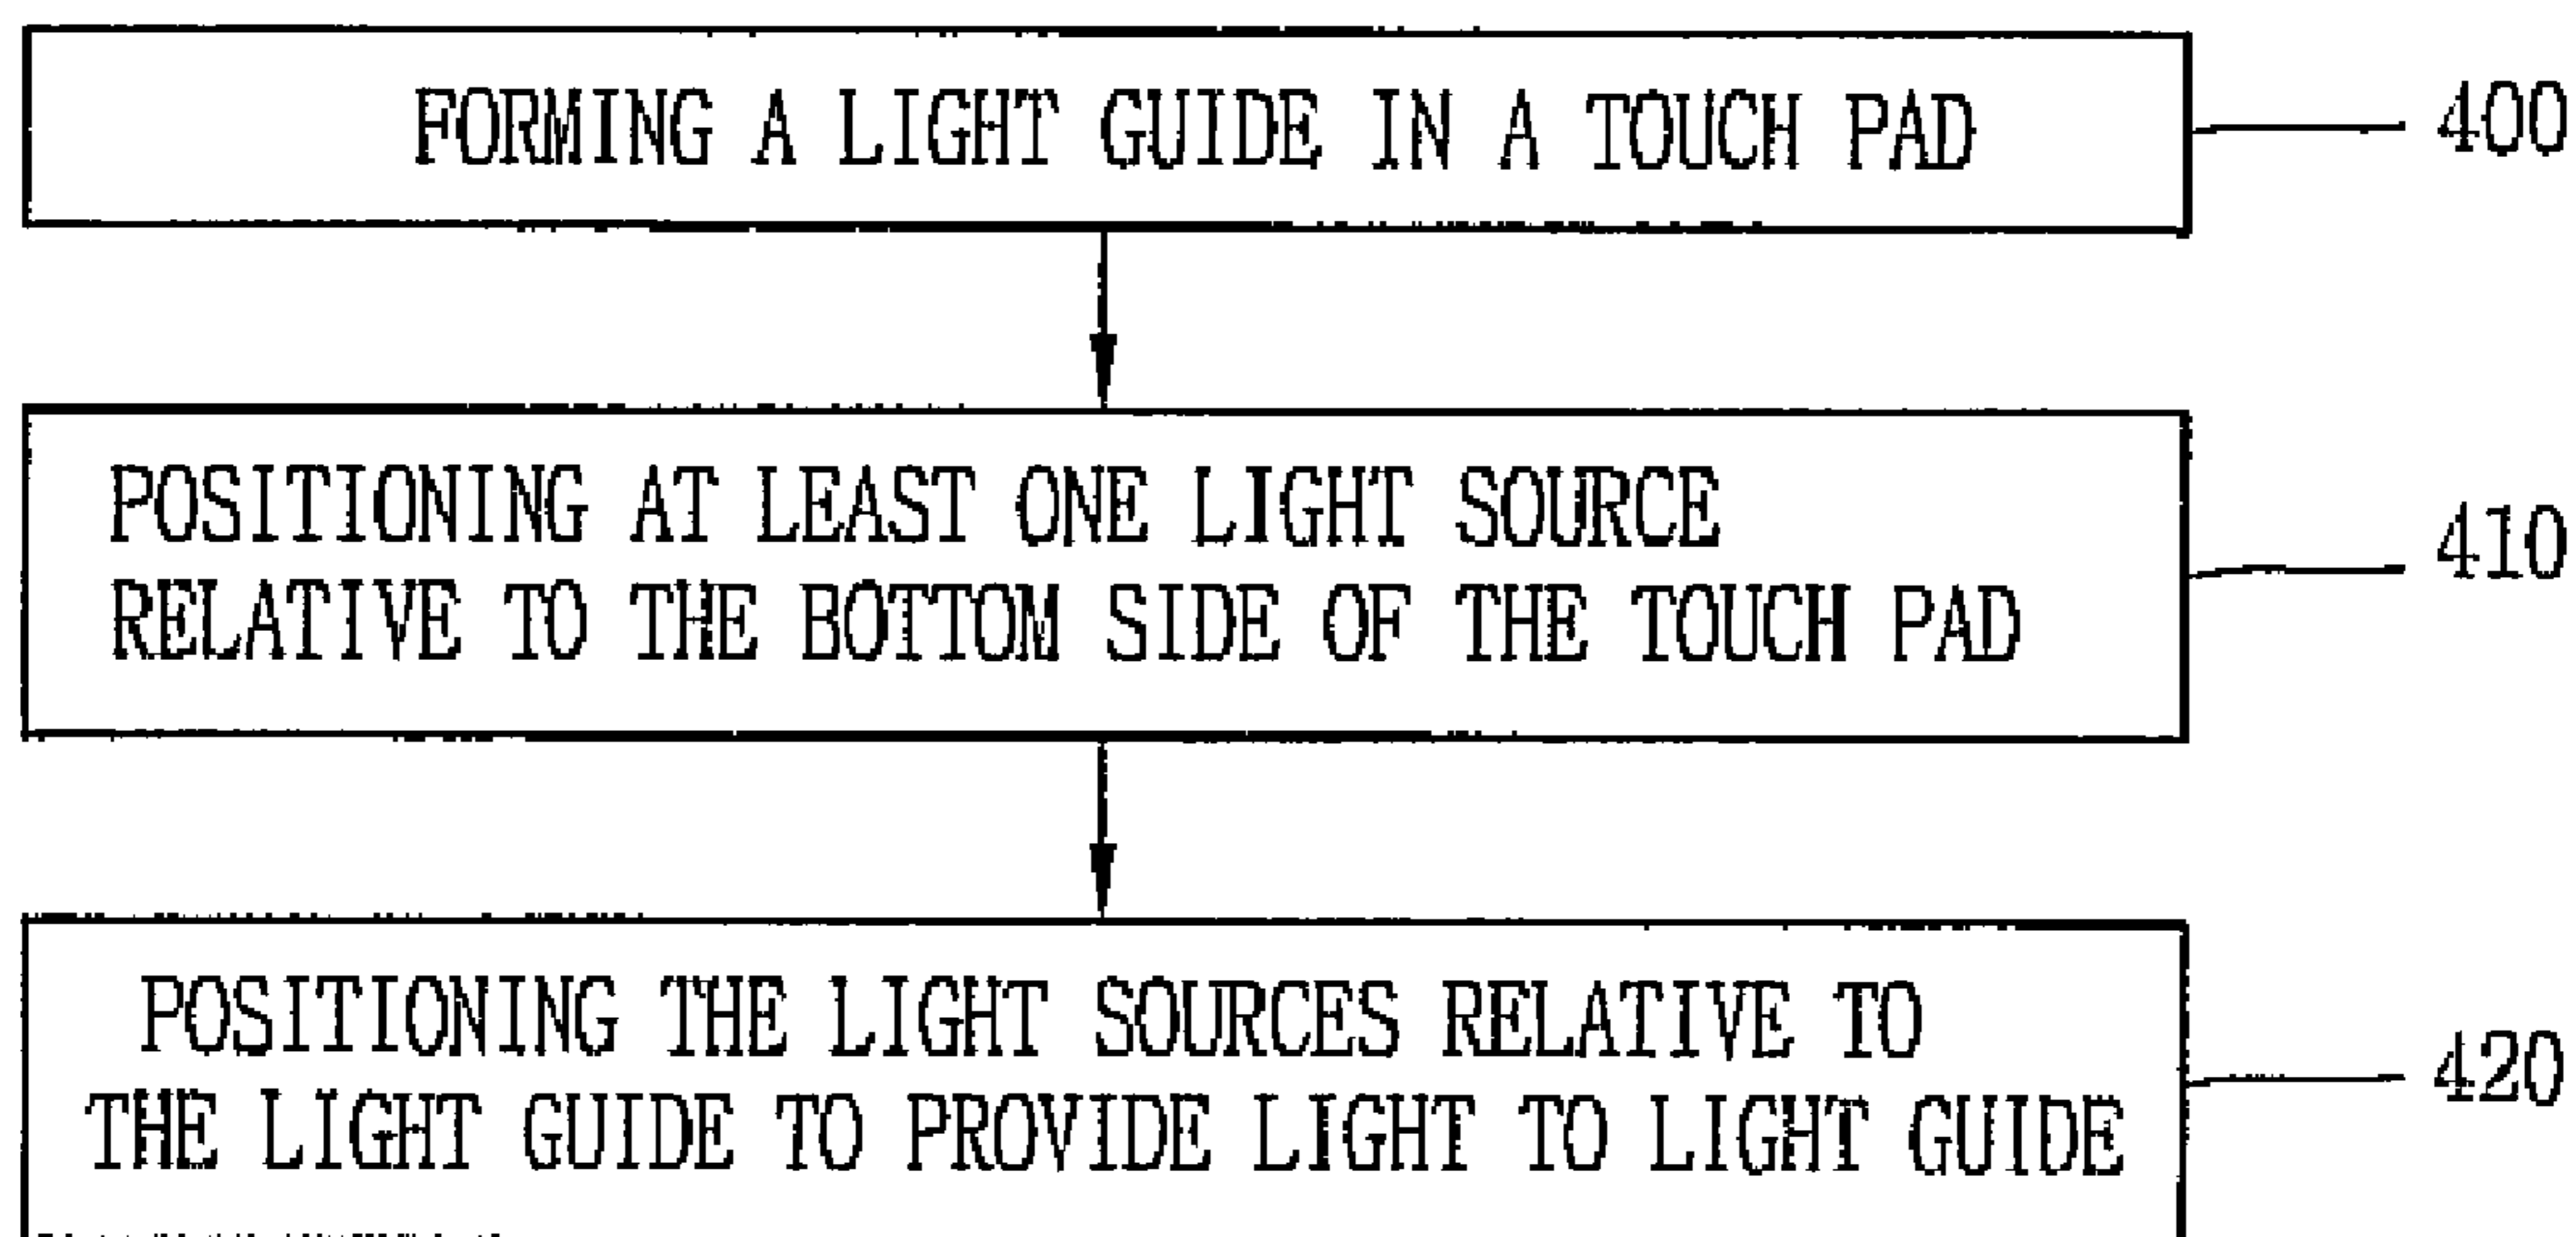 FORMING A LIGHT GUIDE IN A TOUCH PAD
400
POSITIONING AT LEAST ONE LIGHT SOURCE
RELATIVE TO THE BOTTOM SIDE OF THE TOUCH PAD
410
POSITIONING THE LIGHT SOURCES RELATIVE TO
THE LIGHT GUIDE TO PROVIDE LIGHT TO LIGHT GUIDE
420